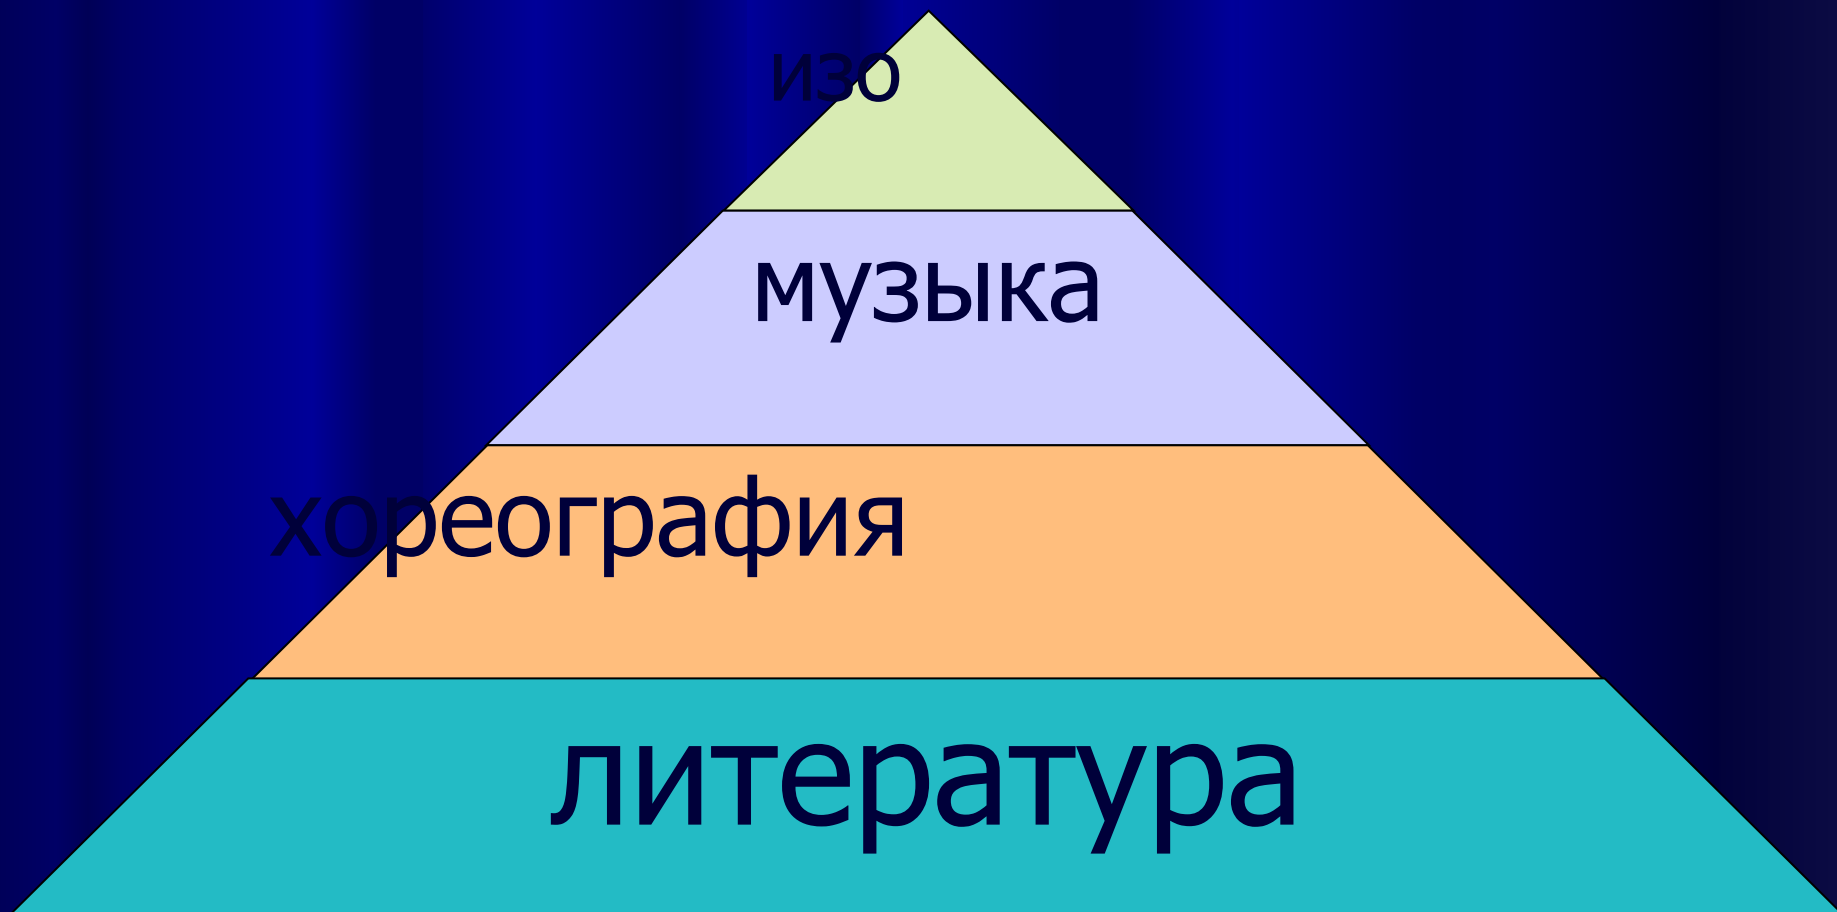 изо
музыка
хореография
литература